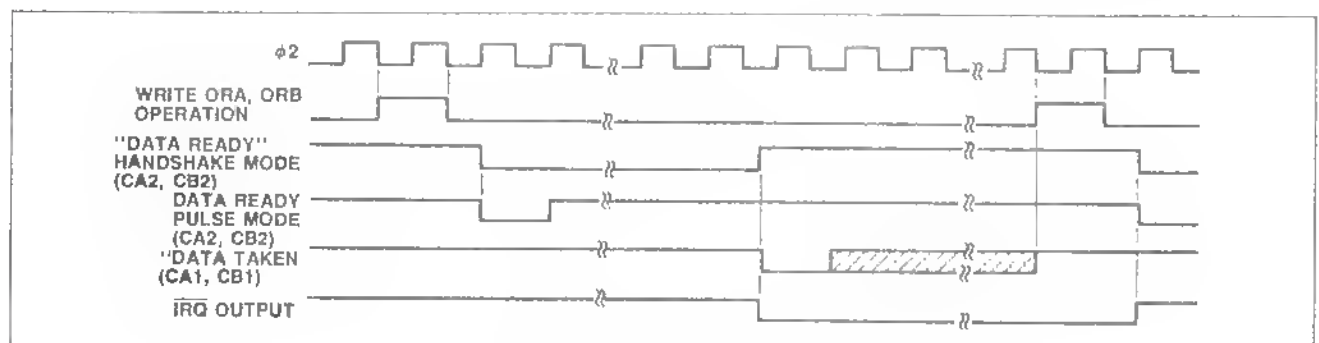 ϕ2
WRITE ORA, ORB
OPERATION
"DATA READY"
HANDSHAKE MODE
(CA2, CB2)
DATA READY
PULSE MODE
(CA2, CB2)
"DATA TAKEN
(CA1, CB1)
IRQ OUTPUT